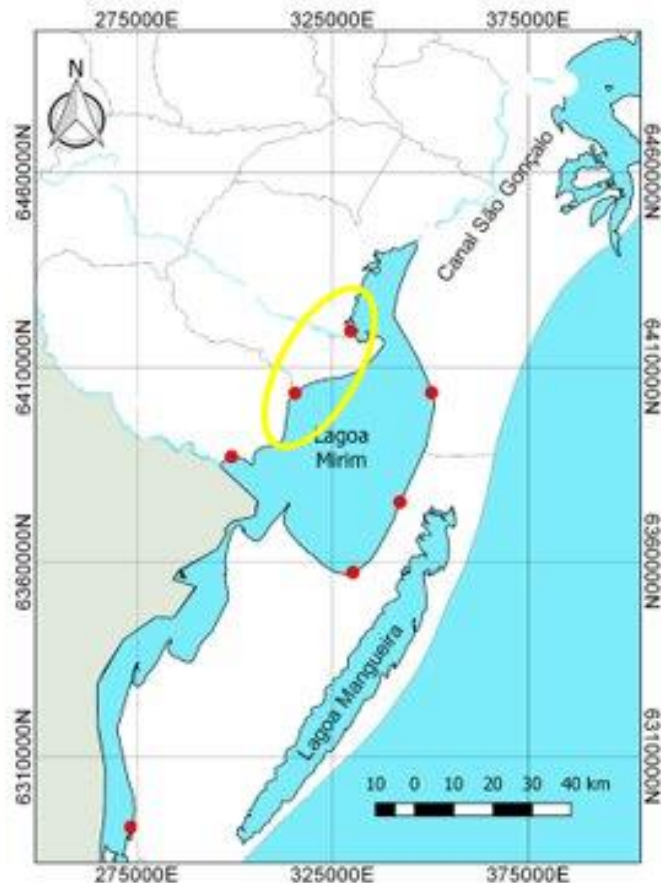 275000E 325000E 375000E
N
6460000N
6460000N
Canal São Gonçalo
6410000N
6410000N
Lagoa
Mirim
6360000N
6360000N
Lagoa Mangueira
6310000N
6310000N
10 0 10 20 30 40 km
275000E 325000E 375000E